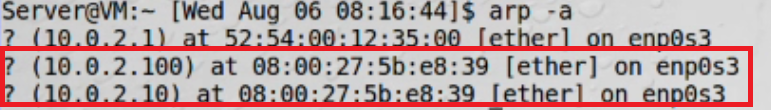 Server@VM:~ [Wed Aug 06 08:16:44]$ arp -a
? (10.0.2.1) at 52:54:00:12:35:00 [ether] on enp0s3
? (10.0.2.100) at 08:00:27:5b:e8:39 [ether] on enp0s3
? (10.0.2.10) at 08:00:27:5b:e8:39 [ether] on enp0s3